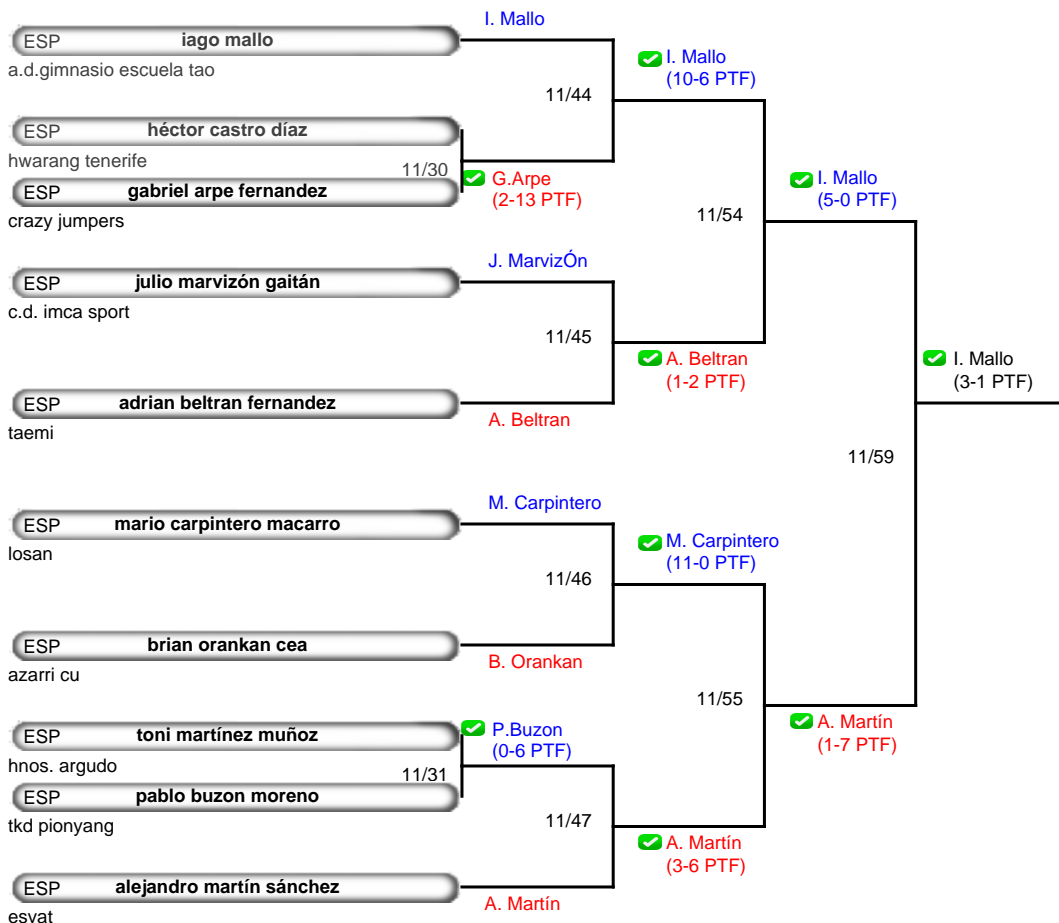 I. Mallo
ESP iago mallo
a.d.gimnasio escuela tao
I. Mallo
(10-6 PTF)
11/44
ESP héctor castro díaz
hwarang tenerife
11/30
G.Arpe
(2-13 PTF)
ESP gabriel arpe fernandez
crazy jumpers
I. Mallo
(5-0 PTF)
11/54
J. MarvizÓn
ESP julio marvizón gaitán
c.d. imca sport
11/45
A. Beltran
(1-2 PTF)
I. Mallo
(3-1 PTF)
ESP adrian beltran fernandez
A. Beltran
taemi
11/59
M. Carpintero
ESP mario carpintero macarro
losan
M. Carpintero
(11-0 PTF)
11/46
ESP brian orankan cea
B. Orankan
azarri cu
11/55
ESP toni martínez muñoz
P.Buzon
(0-6 PTF)
hnos. argudo
A. Martín
(1-7 PTF)
11/31
ESP pablo buzon moreno
tkd pionyang
11/47
A. Martín
(3-6 PTF)
ESP alejandro martín sánchez
A. Martín
esvat